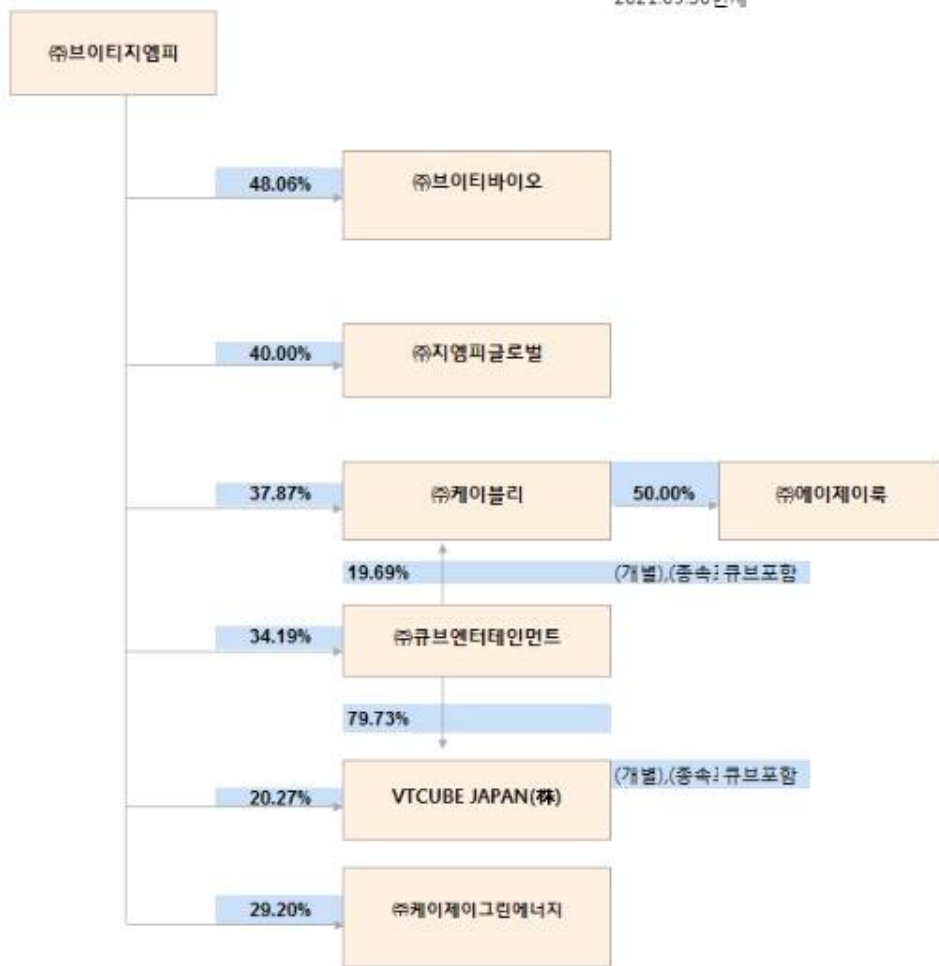 ㈜브이티지엠피
48.06%
㈜브이티바이오
40.00%
㈜지엠피글로벌
37.87%
㈜케이블리
50.00%
㈜에이제이룩
19.69%
(개별),(종속: 큐브포함
34.19%
㈜큐브엔터테인먼트
79.73%
(개별),(종속: 큐브포함
20.27%
VTCUBE JAPAN(株)
29.20%
㈜케이제이그린에너지